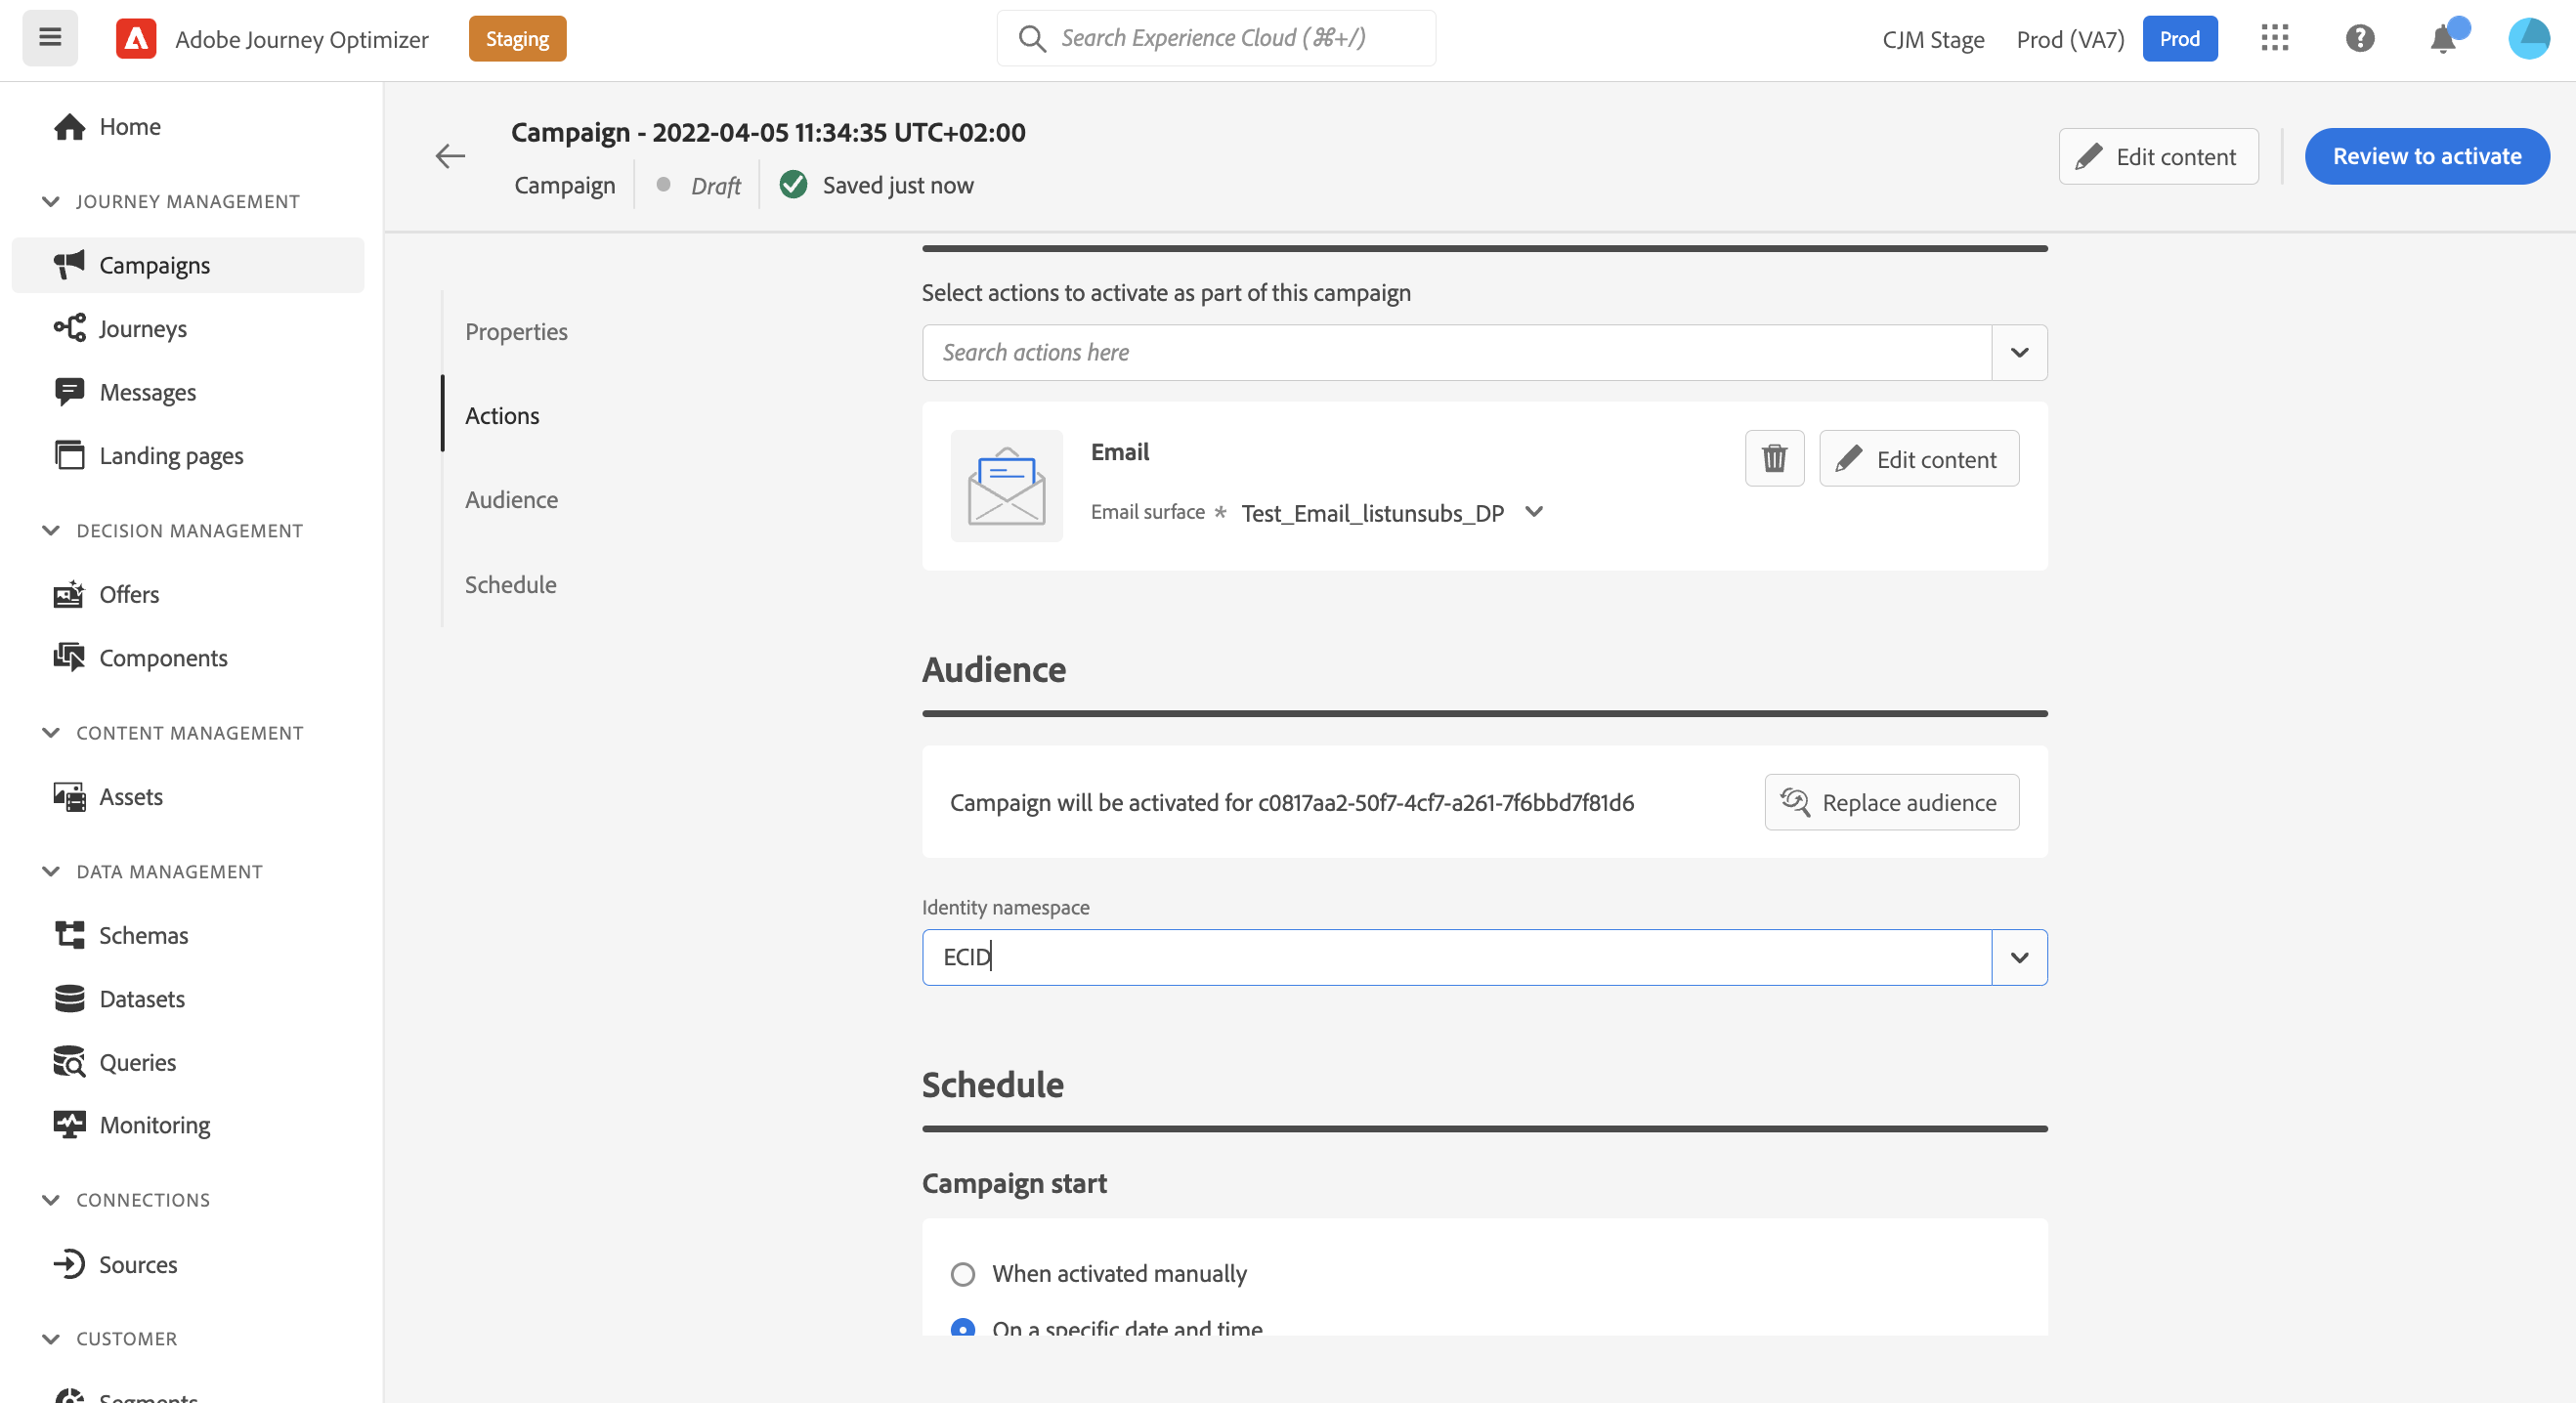 Adobe Journey Optimizer
Staging
Search Experience Cloud (⌘+/)
CJM Stage
Prod (VA7)
Prod
Home
JOURNEY MANAGEMENT
Campaigns
Journeys
Messages
Landing pages
DECISION MANAGEMENT
Offers
Components
CONTENT MANAGEMENT
Assets
DATA MANAGEMENT
Schemas
Datasets
Queries
Monitoring
CONNECTIONS
Sources
CUSTOMER
Segments
Campaign - 2022-04-05 11:34:35 UTC+02:00
Campaign
Draft
Saved just now
Edit content
Review to activate
Properties
Actions
Audience
Schedule
Select actions to activate as part of this campaign
Search actions here
Email
Edit content
Email surface * Test_Email_listunsubs_DP
Audience
Campaign will be activated for c0817aa2-50f7-4cf7-a261-7f6bbd7f81d6
Replace audience
Identity namespace
ECID
Schedule
Campaign start
When activated manually
On a specific date and time